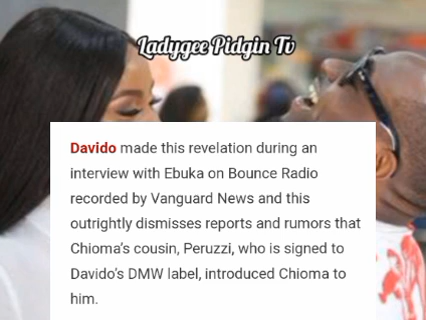 Ladygee Pidgin Tv
Davido made this revelation during an
interview with Ebuka on Bounce Radio
recorded by Vanguard News and this
outrightly dismisses reports and rumors that
Chioma's cousin, Peruzzi, who is signed to
Davido's DMW label, introduced Chioma to
him.